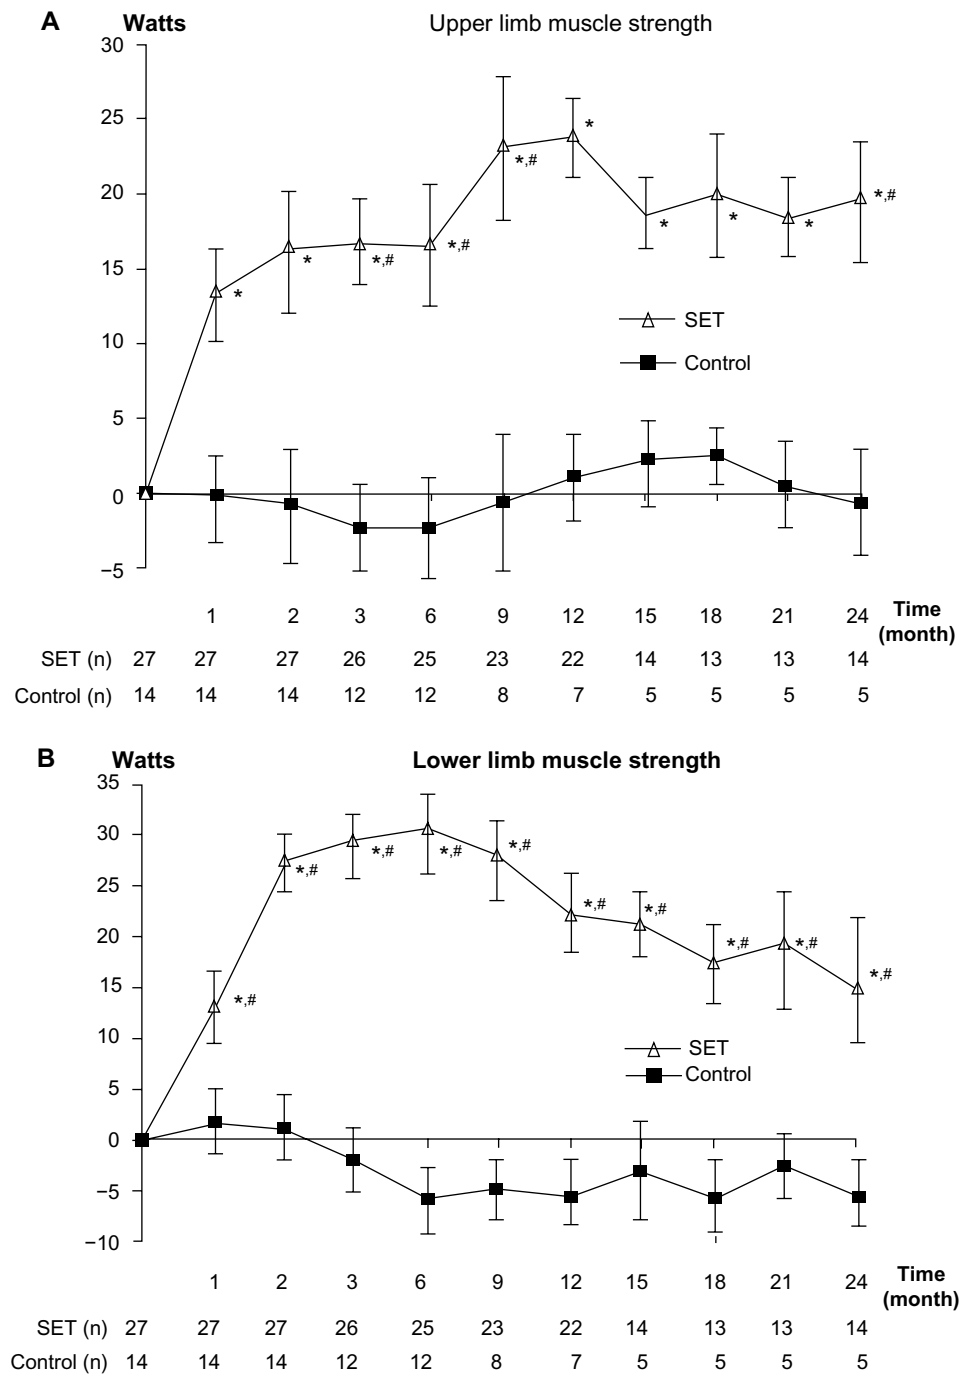 A Watts Upper limb muscle strength
30
25
*
*,#
20
*,#
*,#
*,#
* * * *
15
*
SET
10
Control
5
0
−5
1 2 3 6 9 12 15 18 21 24 Time
(month)
SET (n) 27 27 27 26 25 23 22 14 13 13 14
Control (n) 14 14 14 12 12 8 7 5 5 5 5
B Watts Lower limb muscle strength
35
30
*,# *,# *,#
*,#
25
*,# *,#
20
*,# *,#
*,#
15
*,#
10
SET
Control
5
0
−5
−10
1 2 3 6 9 12 15 18 21 24 Time
(month)
SET (n) 27 27 27 26 25 23 22 14 13 13 14
Control (n) 14 14 14 12 12 8 7 5 5 5 5